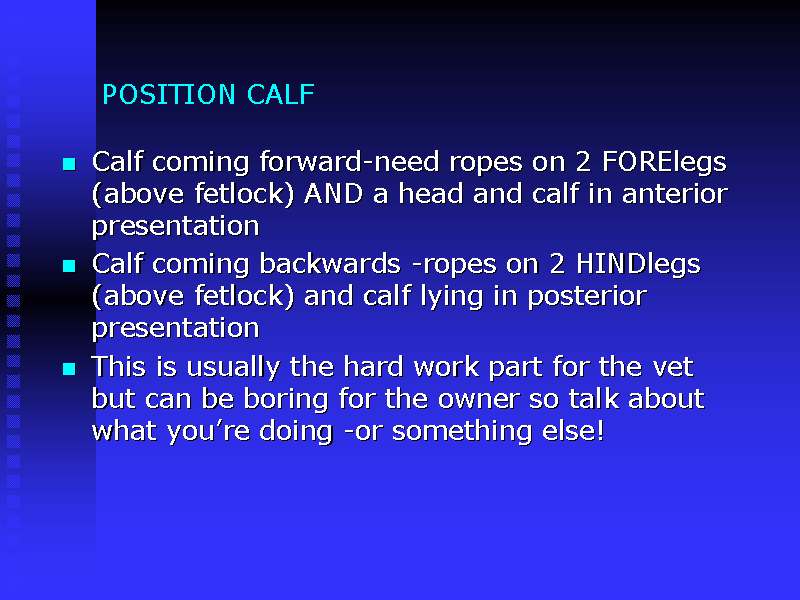 POSITION CALF
Calf coming forward-need ropes on 2 FORElegs
(above fetlock) AND a head and calf in anterior
presentation
Calf coming backwards -ropes on 2 HINDlegs
(above fetlock) and calf lying in posterior
presentation
This is usually the hard work part for the vet
but can be boring for the owner so talk about
what you’re doing -or something else!